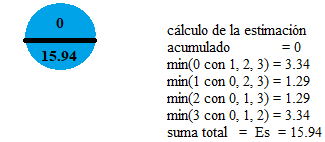 0
15.94
cálculo de la estimación
acumulado = 0
min(0 con 1, 2, 3) = 3.34
min(1 con 0, 2, 3) = 1.29
min(2 con 0, 1, 3) = 1.29
min(3 con 0, 1, 2) = 3.34
suma total = Es = 15.94